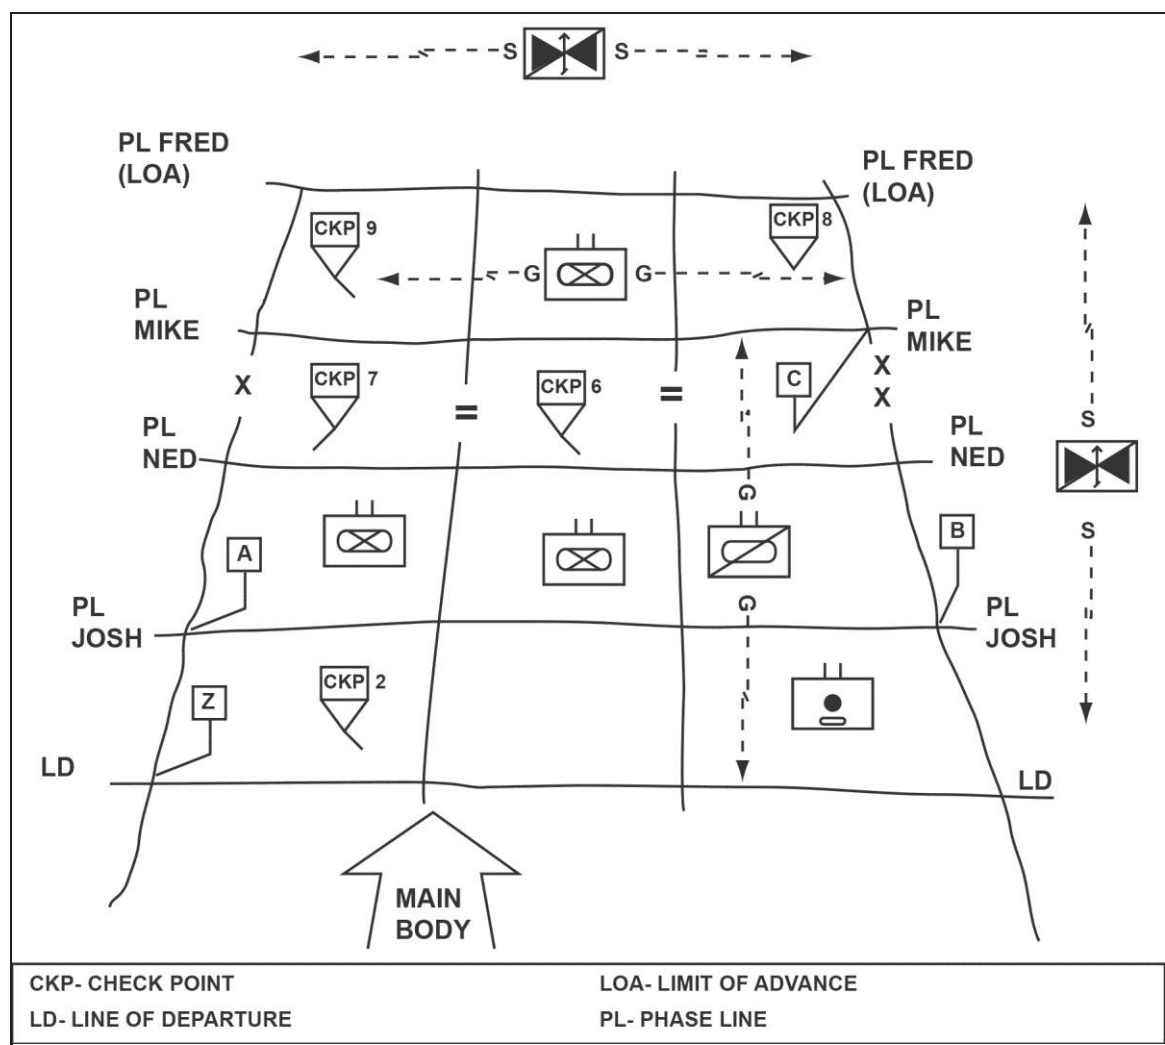 S S
PL FRED
(LOA)
PL FRED
(LOA)
CKP 9
CKP 8
G G
PL
MIKE
PL
MIKE
X
CKP 7
CKP 6
C
X
X
PL
NED
PL
NED
S
G
A
B
S
G
PL
JOSH
PL
JOSH
CKP 2
Z
LD
LD
MAIN
BODY
CKP- CHECK POINT
LOA- LIMIT OF ADVANCE
LD- LINE OF DEPARTURE
PL- PHASE LINE